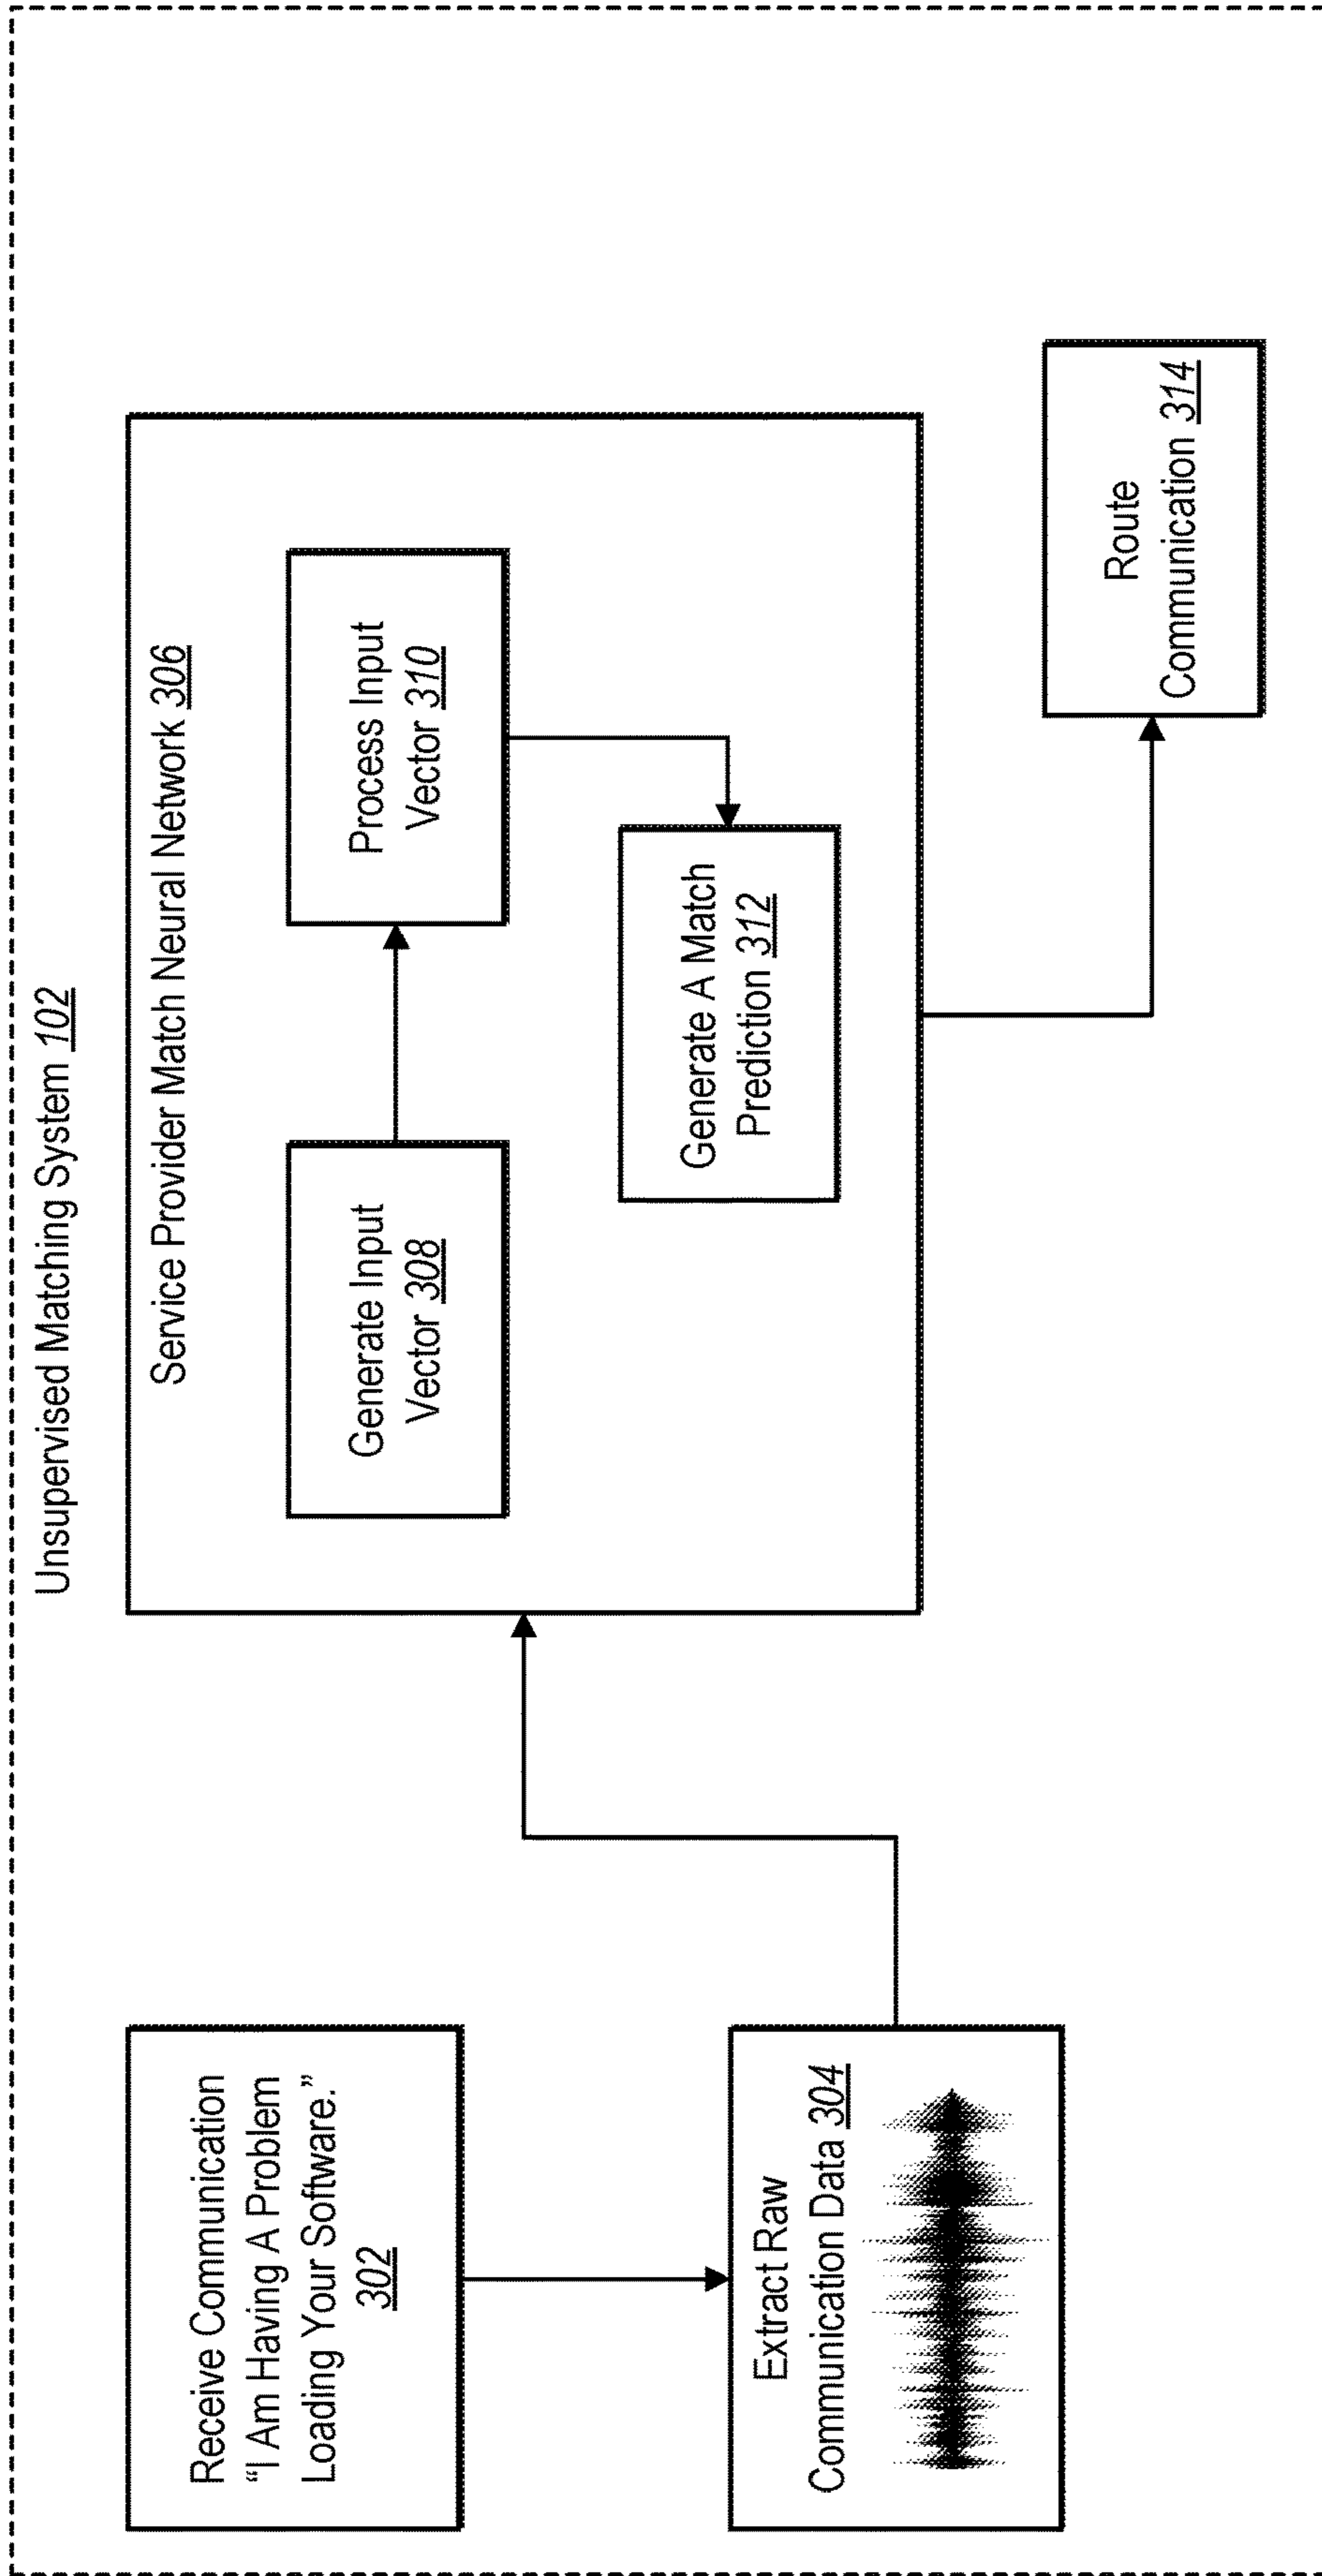 Unsupervised Matching System 102
Receive Communication
“I Am Having A Problem
Loading Your Software.”
302
Extract Raw
Communication Data 304
Service Provider Match Neural Network 306
Generate Input
Vector 308
Process Input
Vector 310
Generate A Match
Prediction 312
Route
Communication 314